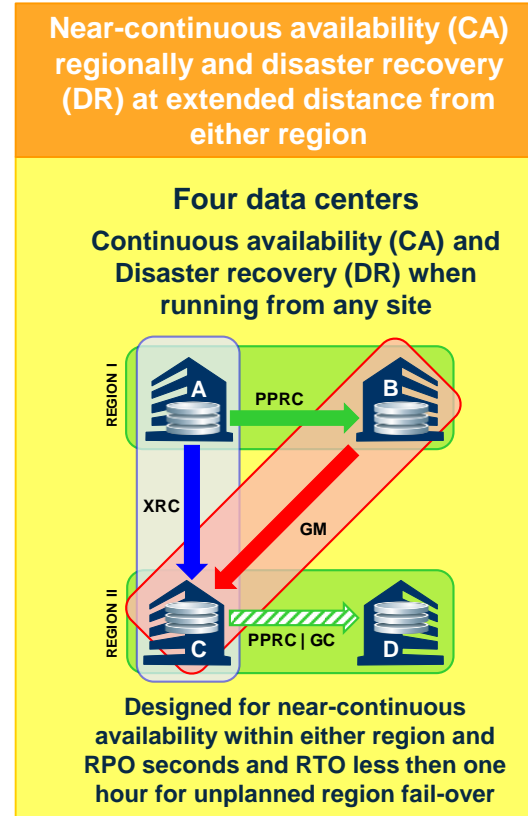 Near-continuous availability (CA)
regionally and disaster recovery
(DR) at extended distance from
either region
Four data centers
Continuous availability (CA) and
Disaster recovery (DR) when
running from any site
REGION I
A
PPRC
B
XRC
GM
REGION II
C
PPRC | GC
D
Designed for near-continuous
availability within either region and
RPO seconds and RTO less then one
hour for unplanned region fail-over